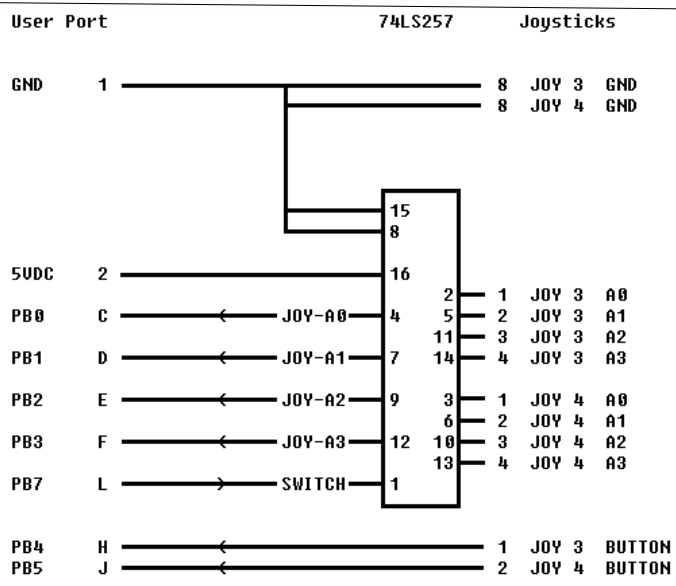 User Port 74LS257 Joysticks
GND 1 8 JOY 3 GND
8 JOY 4 GND
15
8
5VDC 2 16
2 1 JOY 3 A0
PB0 C JOY-A0 4 5 2 JOY 3 A1
11 3 JOY 3 A2
PB1 D JOY-A1 7 14 4 JOY 3 A3
PB2 E JOY-A2 9 3 1 JOY 4 A0
6 2 JOY 4 A1
PB3 F JOY-A3 12 10 3 JOY 4 A2
13 4 JOY 4 A3
PB7 L SWITCH 1
PB4 H 1 JOY 3 BUTTON
PB5 J 2 JOY 4 BUTTON